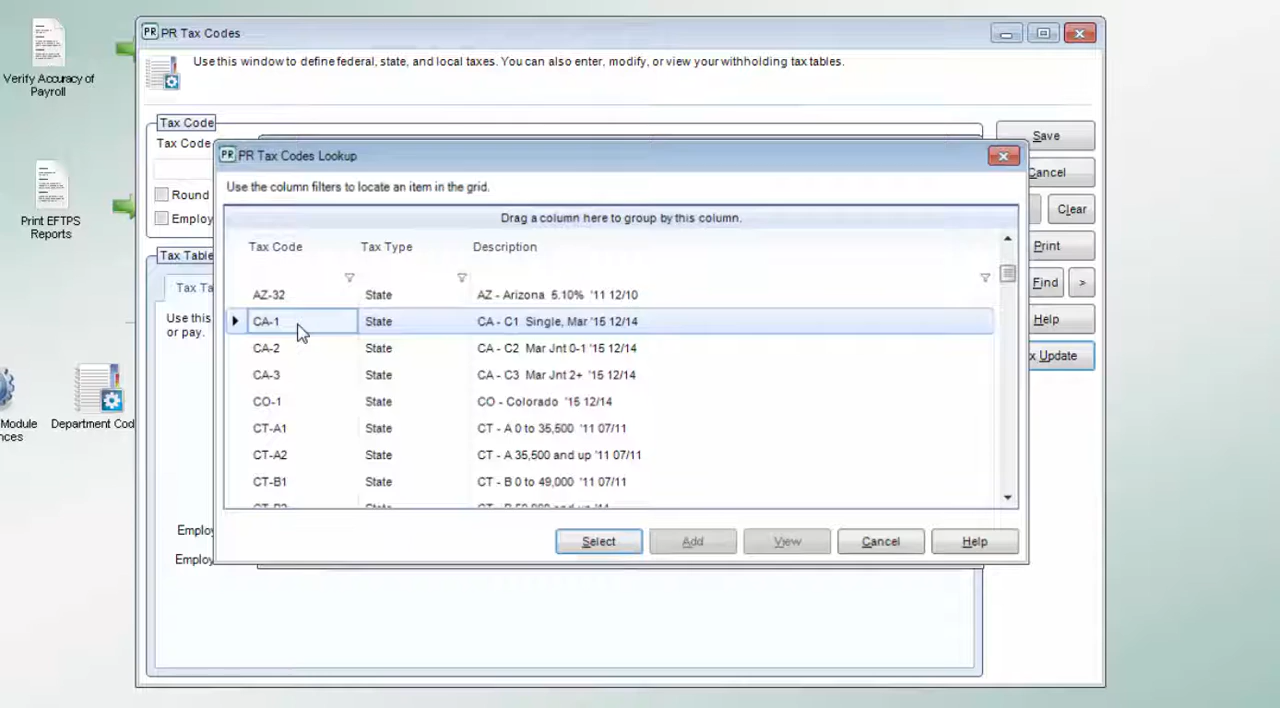 Verify Accuracy of
Payroll
Print EFTPS
Reports
Module
nces
Department Cod
PR PR Tax Codes
Use this window to define federal, state, and local taxes. You can also enter, modify, or view your withholding tax tables.
Tax Code
Tax Code
Round
Employ
Tax Table
Tax Ta
Use this
or pay.
Employ
Employ
Save
Cancel
Clear
Print
Find >
Help
x Update
PR PR Tax Codes Lookup
Use the column filters to locate an item in the grid.
Drag a column here to group by this column.
Tax Code Tax Type Description
AZ-32 State AZ - Arizona 5.10% '11 12/10
CA-1 State CA - C1 Single, Mar '15 12/14
CA-2 State CA - C2 Mar Jnt 0-1 '15 12/14
CA-3 State CA - C3 Mar Jnt 2+ '15 12/14
CO-1 State CO - Colorado '15 12/14
CT-A1 State CT - A 0 to 35,500 '11 07/11
CT-A2 State CT - A 35,500 and up '11 07/11
CT-B1 State CT - B 0 to 49,000 '11 07/11
Select Add View Cancel Help